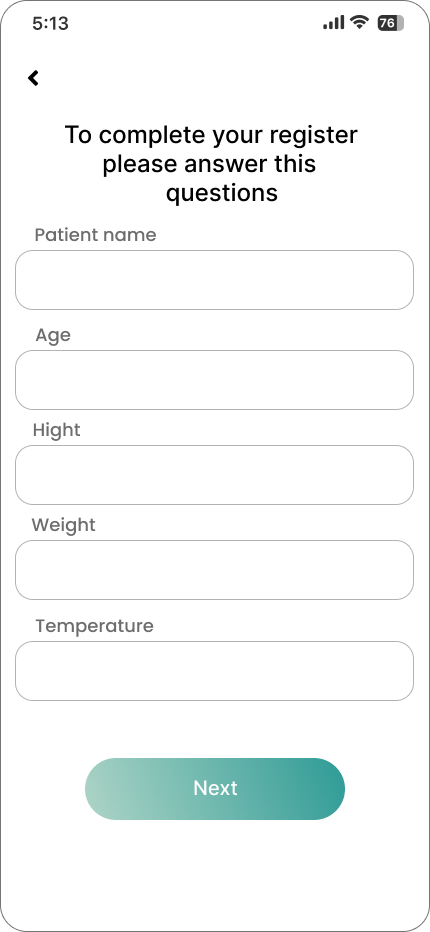 5:13
76
To complete your register
please answer this
questions
Patient name
Age
Hight
Weight
Temperature
Next